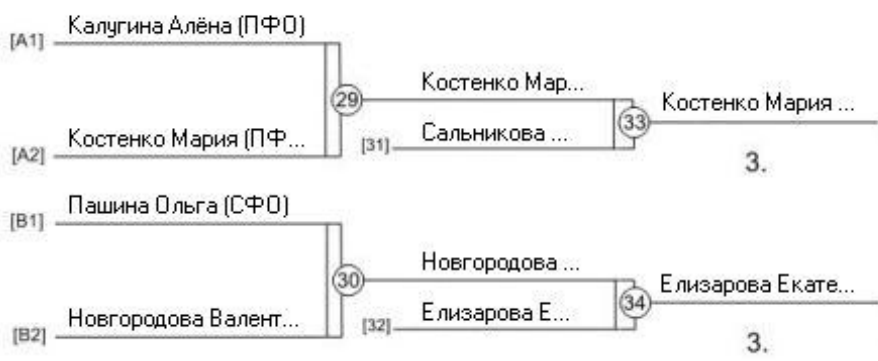 [A1] Калугина Алёна (ПФО)
29 Костенко Мар... Костенко Мария ...
[A2] Костенко Мария (ПФ... [31] Сальникова ... 33
3.
[B1] Пашина Ольга (СФО)
30 Новгородова ... Елизарова Екате...
[B2] Новгородова Валент... [32] Елизарова Е... 34
3.